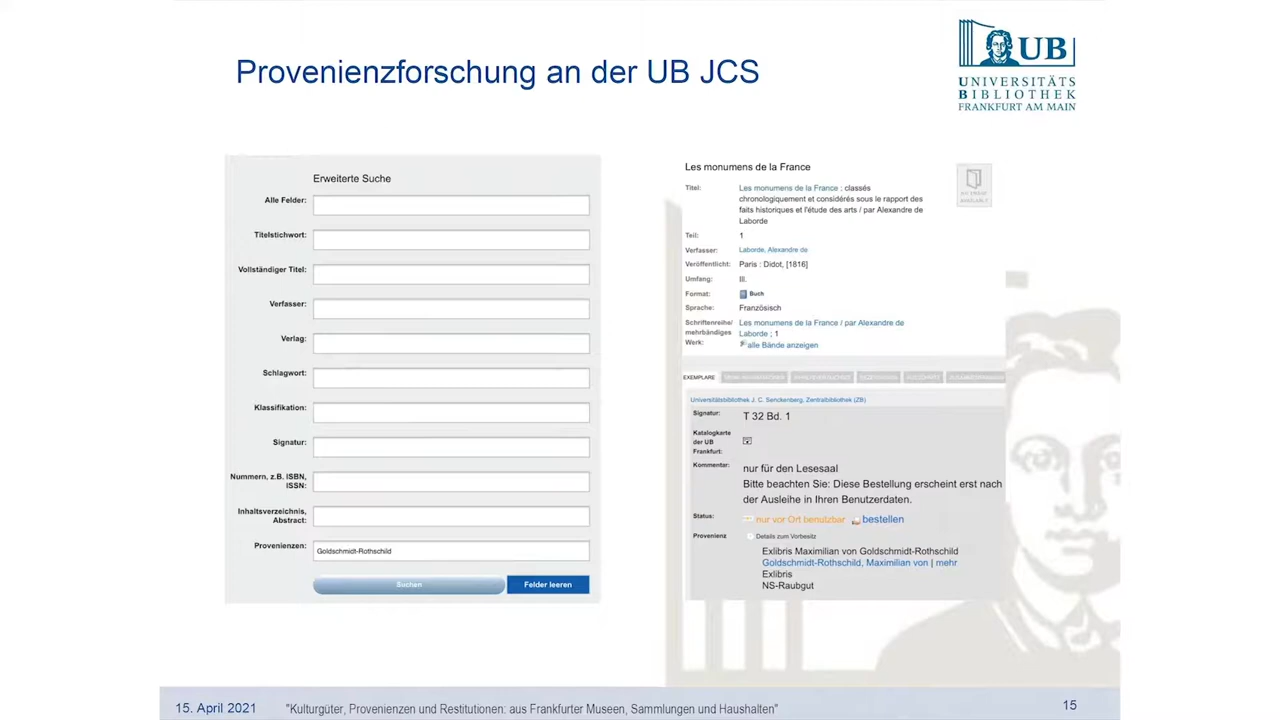 Provenienzforschung an der UB JCS
UB
UNIVERSITÄTS
BIBLIOTHEK
FRANKFURT AM MAIN
Erweiterte Suche
Alle Felder:
Titelstichwort:
Vollständiger Titel:
Verfasser:
Verlag:
Schlagwort:
Klassifikation:
Signatur:
Nummern, z.B. ISBN,
ISSN:
Inhaltsverzeichnis,
Abstract:
Provenienzen: Goldschmidt-Rothschild
Suchen Felder leeren
Les monumens de la France
Titel: Les monumens de la France : classés
chronologiquement et considérés sous le rapport des
faits historiques et l'étude des arts / par Alexandre de
Laborde
Teil: 1
Verfasser: Laborde, Alexandre de
Veröffentlicht: Paris : Didot, [1816]
Umfang: Ill.
Format: Buch
Sprache: Französisch
Schriftenreihe/ Les monumens de la France / par Alexandre de
mehrbändiges Laborde ; 1
Werk: alle Bände anzeigen
EXEMPLARE
Universitätsbibliothek J. C. Senckenberg, Zentralbibliothek (ZB)
Signatur: T 32 Bd. 1
Katalogkarte
der UB
Frankfurt:
Kommentar: nur für den Lesesaal
Bitte beachten Sie: Diese Bestellung erscheint erst nach
der Ausleihe in Ihren Benutzerdaten.
Status: nur vor Ort benutzbar bestellen
Provenienz Details zum Vorbesitz
Exlibris Maximilian von Goldschmidt-Rothschild
Goldschmidt-Rothschild, Maximilian von | mehr
Exlibris
NS-Raubgut
15. April 2021 "Kulturgüter, Provenienzen und Restitutionen: aus Frankfurter Museen, Sammlungen und Haushalten" 15